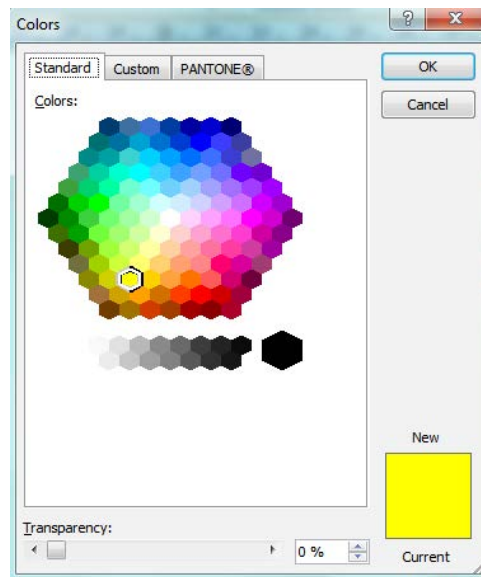 Colors
Standard Custom PANTONE®
OK
Cancel
Colors:
New
Transparency:
0 %
Current